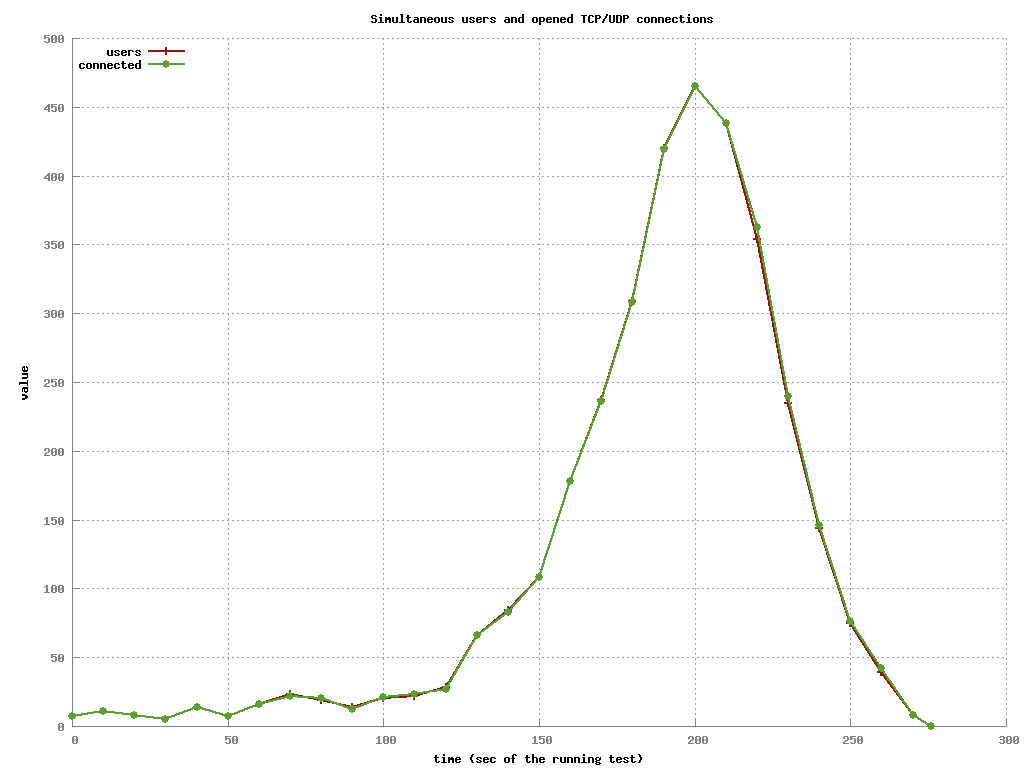 Simultaneous users and opened TCP/UDP connections
500
users
connected
450
400
350
300
250
value
200
150
100
50
0
0 50 100 150 200 250 300
time (sec of the running test)